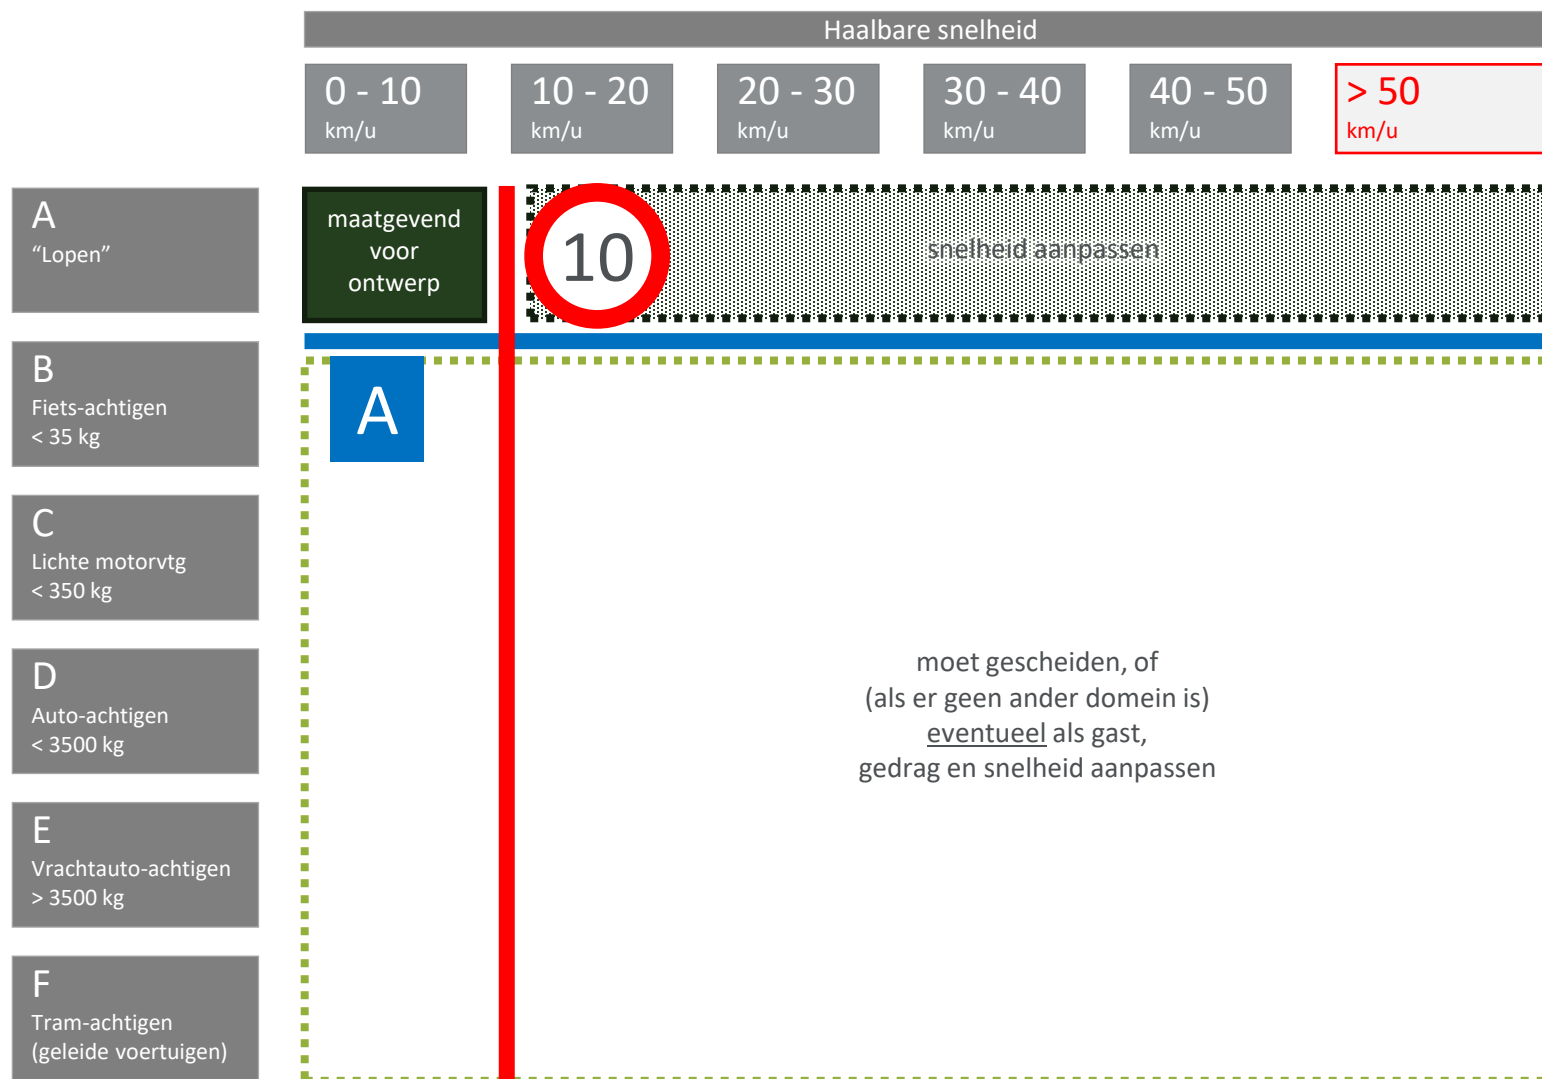 Haalbare snelheid
0 - 10
km/u
10 - 20
km/u
20 - 30
km/u
30 - 40
km/u
40 - 50
km/u
> 50
km/u
A
“Lopen”
maatgevend
voor
ontwerp
10
snelheid aanpassen
B
Fiets-achtigen
< 35 kg
A
C
Lichte motorvtg
< 350 kg
D
Auto-achtigen
< 3500 kg
moet gescheiden, of
(als er geen ander domein is)
eventueel als gast,
gedrag en snelheid aanpassen
E
Vrachtauto-achtigen
> 3500 kg
F
Tram-achtigen
(geleide voertuigen)